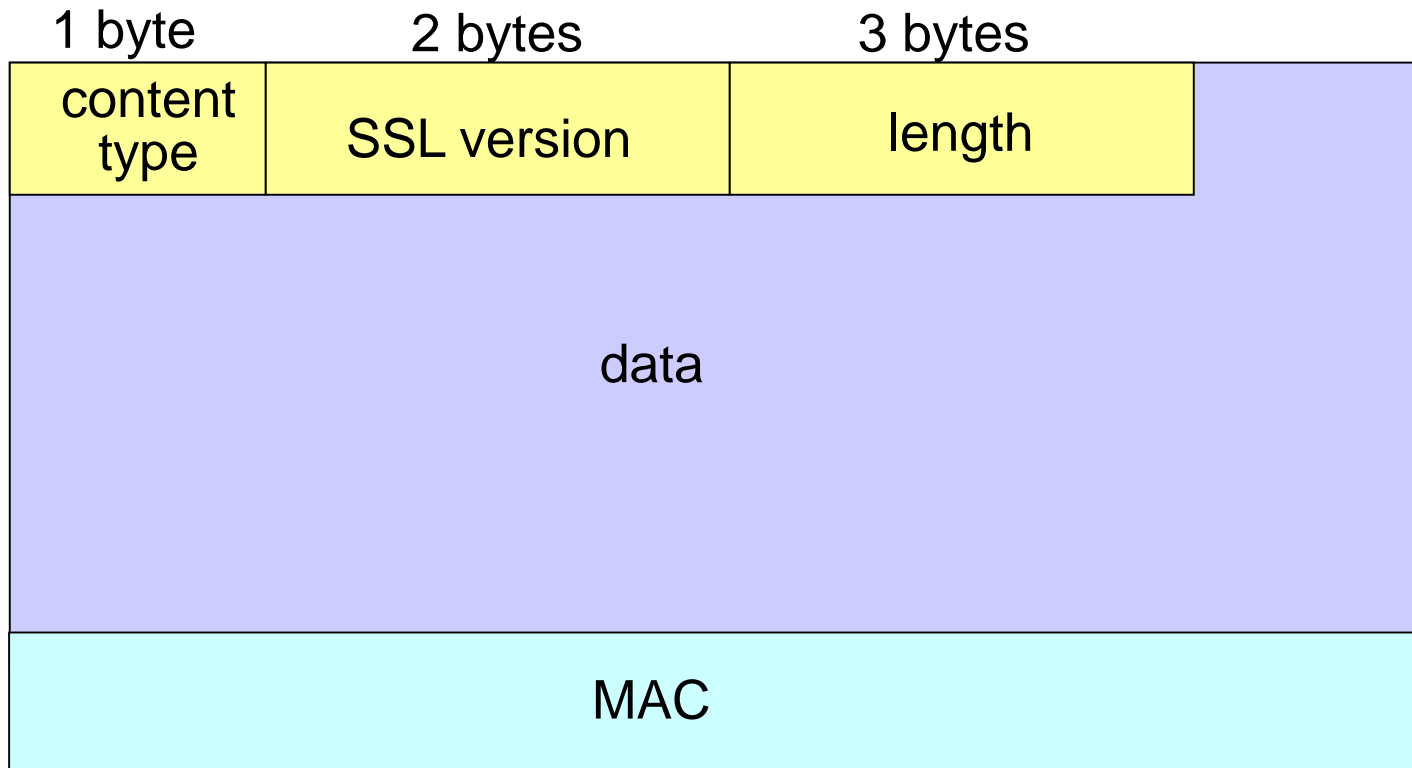 1 byte
2 bytes
3 bytes
content
type
SSL version
length
data
MAC